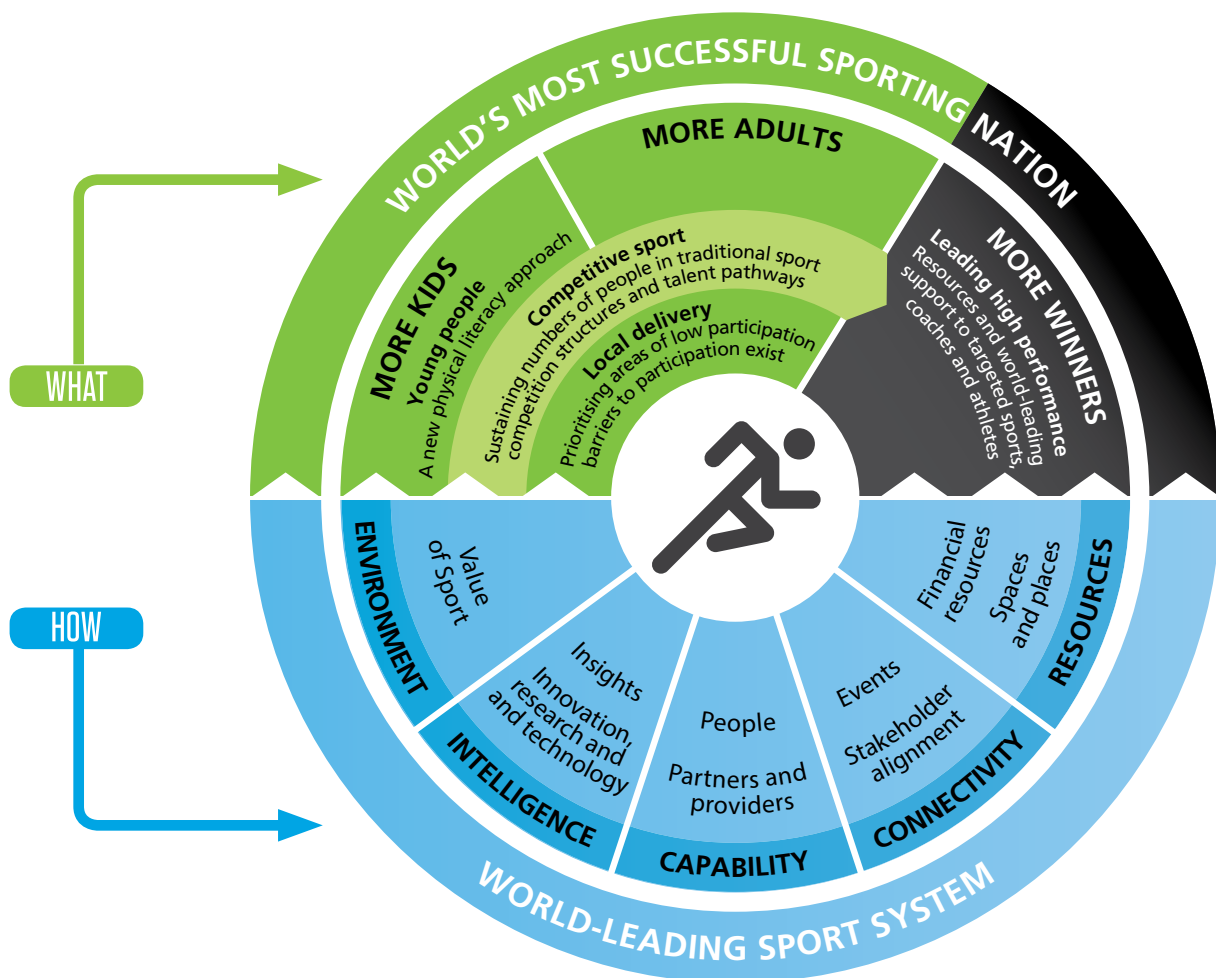 WORLD'S MOST SUCCESSFUL SPORTING NATION
WHAT
MORE KIDS
Young people
A new physical literacy approach
MORE ADULTS
Competitive sport
Sustaining numbers of people in traditional sport
competition structures and talent pathways
Local delivery
Prioritising areas of low participation
barriers to participation exist
MORE WINNERS
Leading high performance
Resources and world-leading
support to targeted sports,
coaches and athletes
HOW
ENVIRONMENT
Value
of Sport
INTELLIGENCE
Insights
Innovation,
research and
and technology
CAPABILITY
People
Partners and
providers
CONNECTIVITY
Events
Stakeholder
alignment
RESOURCES
Financial
resources
Spaces
and places
WORLD-LEADING SPORT SYSTEM